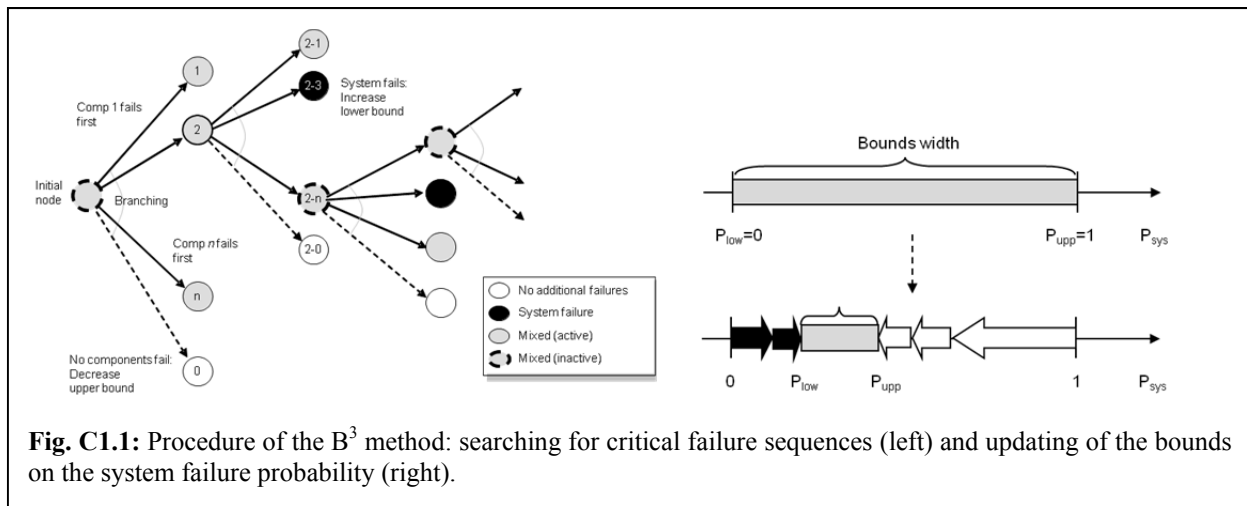 2-1
1
2-3
System fails:
Increase
lower bound
Comp 1 fails
first
2
Initial
node
Branching
2-n
Comp n fails
first
2-0
n
No components fail:
Decrease
upper bound
0
No additional failures
System failure
Mixed (active)
Mixed (inactive)
Bounds width
P_low=0 P_upp=1 P_sys
0 P_low P_upp 1 P_sys
Fig. C1.1: Procedure of the B³ method: searching for critical failure sequences (left) and updating of the bounds
on the system failure probability (right).